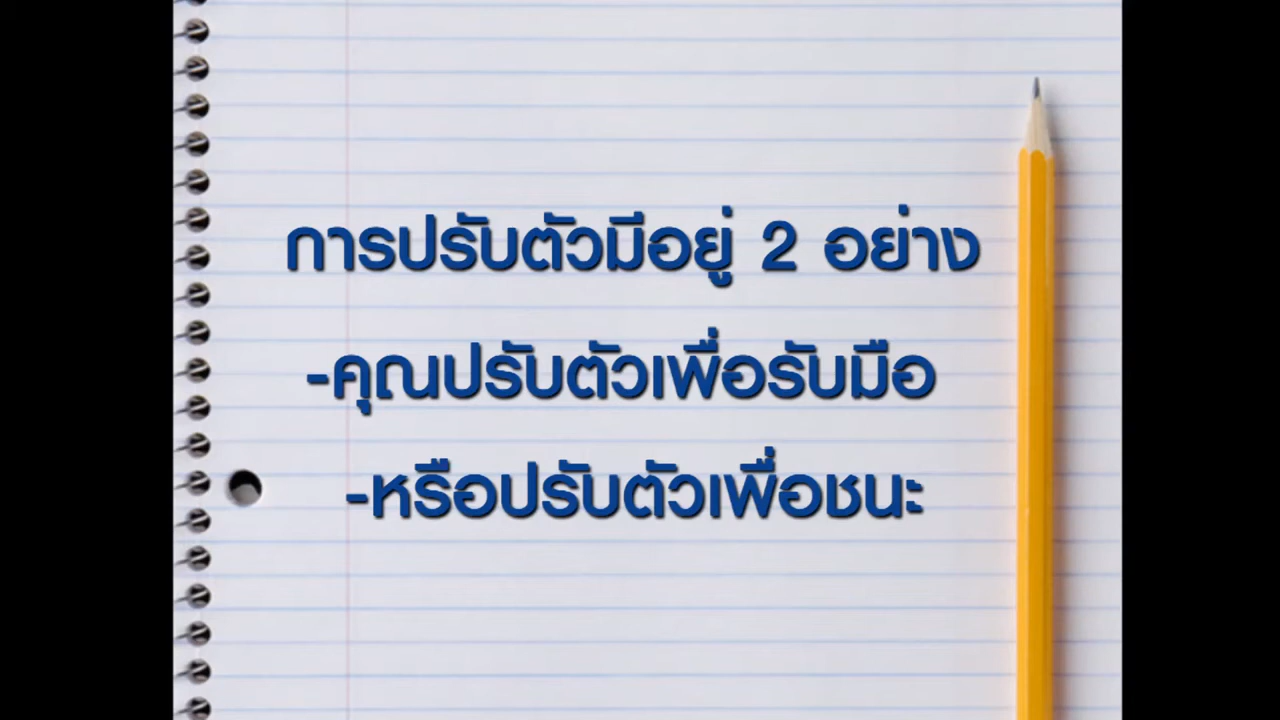 การปรับตัวมีอยู่ 2 อย่าง
-คุณปรับตัวเพื่อรับมือ
-หรือปรับตัวเพื่อชนะ